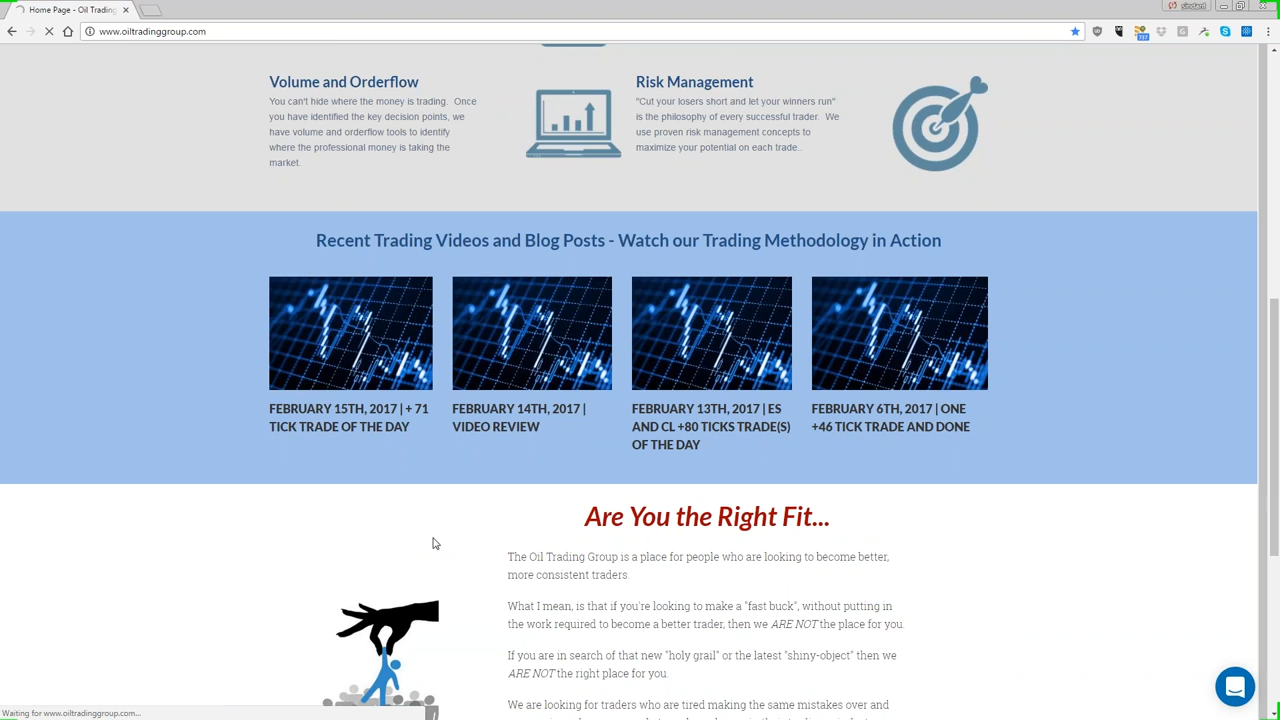 Home Page - Oil Trading
sindard
www.oiltradinggroup.com
737
Volume and Orderflow
You can't hide where the money is trading. Once
you have identified the key decision points, we
have volume and orderflow tools to identify
where the professional money is taking the
market.
Risk Management
"Cut your losers short and let your winners run"
is the philosophy of every successful trader. We
use proven risk management concepts to
maximize your potential on each trade..
Recent Trading Videos and Blog Posts - Watch our Trading Methodology in Action
FEBRUARY 15TH, 2017 | + 71
TICK TRADE OF THE DAY
FEBRUARY 14TH, 2017 |
VIDEO REVIEW
FEBRUARY 13TH, 2017 | ES
AND CL +80 TICKS TRADE(S)
OF THE DAY
FEBRUARY 6TH, 2017 | ONE
+46 TICK TRADE AND DONE
Are You the Right Fit...
The Oil Trading Group is a place for people who are looking to become better,
more consistent traders.
What I mean, is that if you're looking to make a "fast buck", without putting in
the work required to become a better trader, then we ARE NOT the place for you.
If you are in search of that new "holy grail" or the latest "shiny-object" then we
ARE NOT the right place for you.
We are looking for traders who are tired making the same mistakes over and
Waiting for www.oiltradinggroup.com...